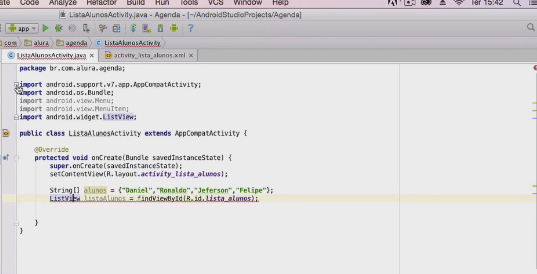 ate Code Analyze Refactor Build Run Tools VCS Window Help Ter 15:42
ListaAlunosActivity.java - Agenda - [~/AndroidStudioProjects/Agenda]
app
com alura agenda ListaAlunosActivity
ListaAlunosActivity.java × activity_lista_alunos.xml ×
package br.com.alura.agenda;
import android.support.v7.app.AppCompatActivity;
import android.os.Bundle;
import android.view.Menu;
import android.view.MenuItem;
import android.widget.ListView;
public class ListaAlunosActivity extends AppCompatActivity {
@Override
protected void onCreate(Bundle savedInstanceState) {
super.onCreate(savedInstanceState);
setContentView(R.layout.activity_lista_alunos);
String[] alunos = {"Daniel","Ronaldo","Jeferson","Felipe"};
ListView listaAlunos = findViewById(R.id.lista_alunos);
}
}